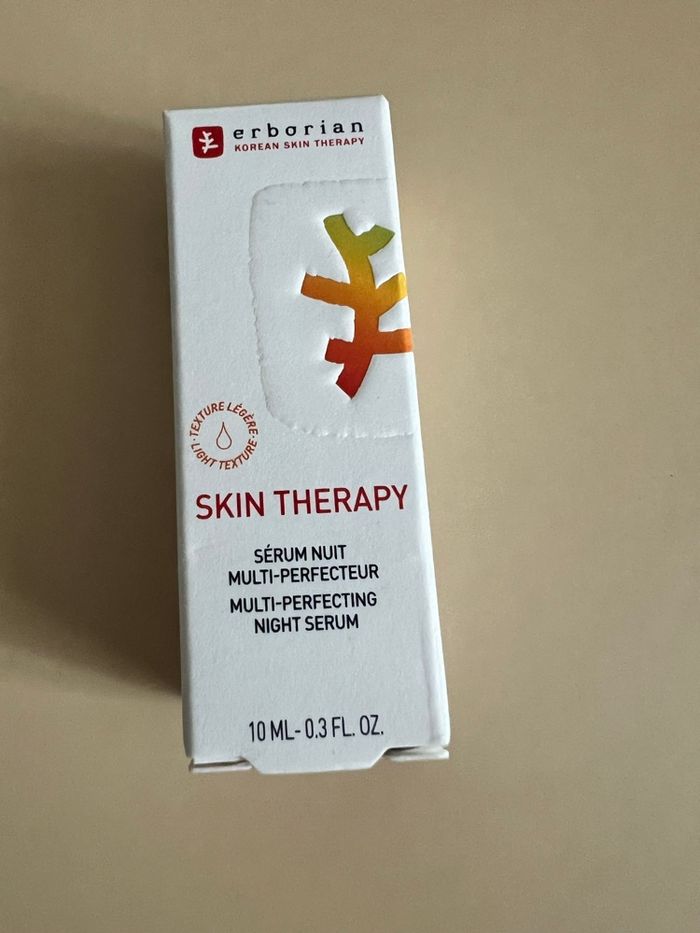 erborian
KOREAN SKIN THERAPY
· TEXTURE LÉGÈRE ·
LIGHT TEXTURE
SKIN THERAPY
SÉRUM NUIT
MULTI-PERFECTEUR
MULTI-PERFECTING
NIGHT SERUM
10 ML- 0.3 FL. OZ.